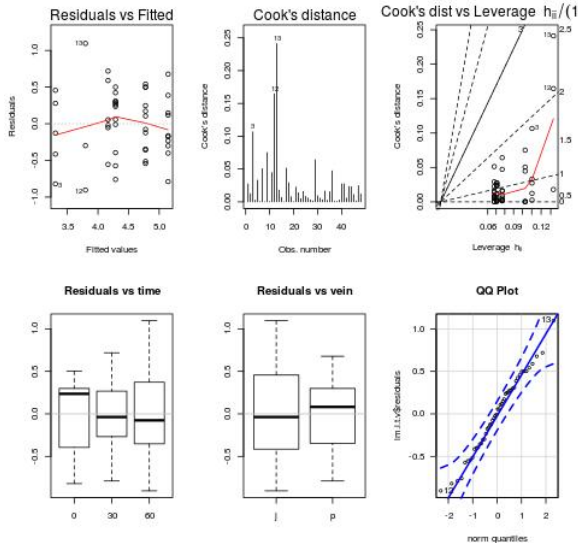 Residuals vs Fitted
Residuals
1.0
0.5
0.0
-0.5
-1.0
13
3
12
3.5 4.0 4.5 5.0
Fitted values
Cook's distance
Cook's distance
0.25
0.20
0.15
0.10
0.05
0.00
13
12
3
0 10 20 30 40
Obs. number
Cook's dist vs Leverage hii/(1
Cook's distance
0.25
0.20
0.15
0.10
0.05
0.00
3
2.5
2
1
0.5
0
13
12
3
0.06 0.08 0.1 0.12
Leverage hii
Residuals vs time
1.0
0.5
0.0
-0.5
0 30 60
Residuals vs vein
1.0
0.5
0.0
-0.5
j p
QQ Plot
lm.l.t.v$residuals
1.0
0.5
0.0
-0.5
13
12
-2 -1 0 1 2
norm quantiles